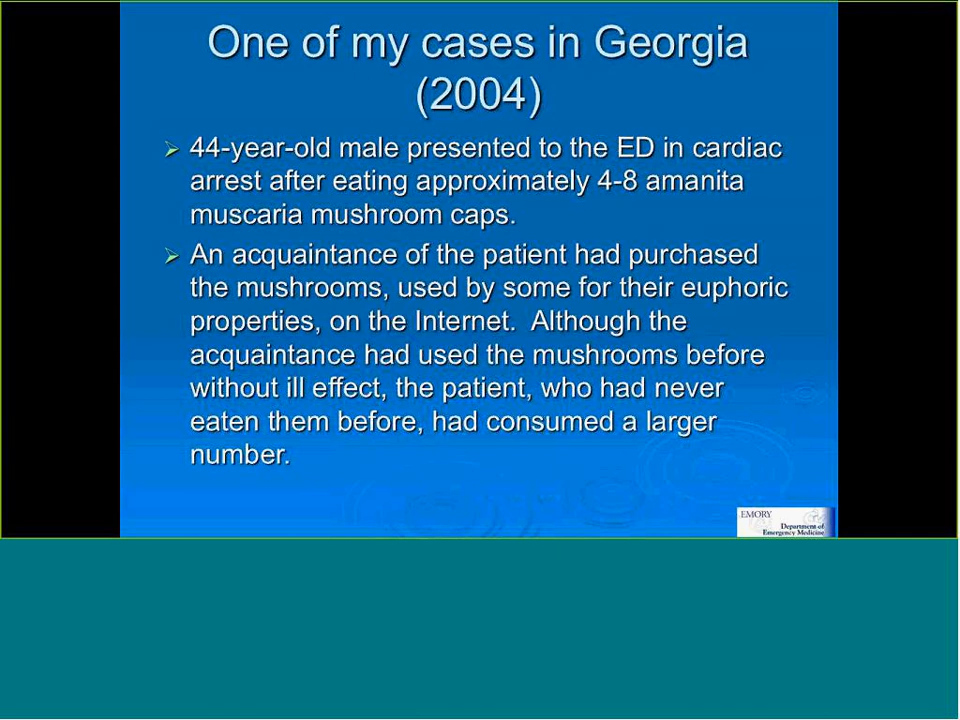 One of my cases in Georgia
(2004)
➢ 44-year-old male presented to the ED in cardiac
arrest after eating approximately 4-8 amanita
muscaria mushroom caps.
➢ An acquaintance of the patient had purchased
the mushrooms, used by some for their euphoric
properties, on the Internet.  Although the
acquaintance had used the mushrooms before
without ill effect, the patient, who had never
eaten them before, had consumed a larger
number.
EMORY
Department of
Emergency Medicine